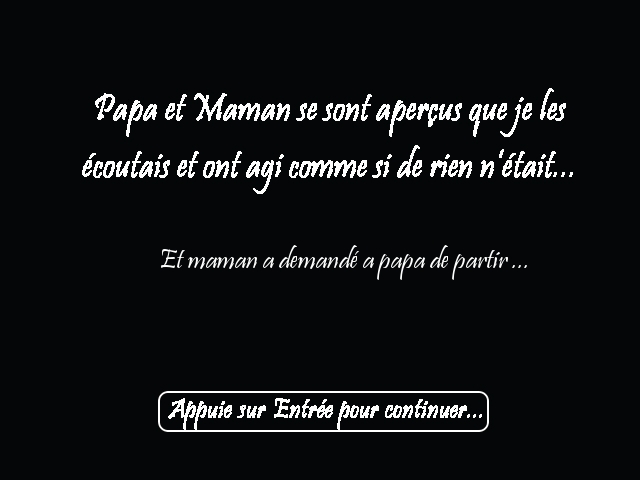 Papa et Maman se sont aperçus que je les
écoutais et ont agi comme si de rien n'était...
Et maman a demandé a papa de partir ...
Appuie sur Entrée pour continuer...